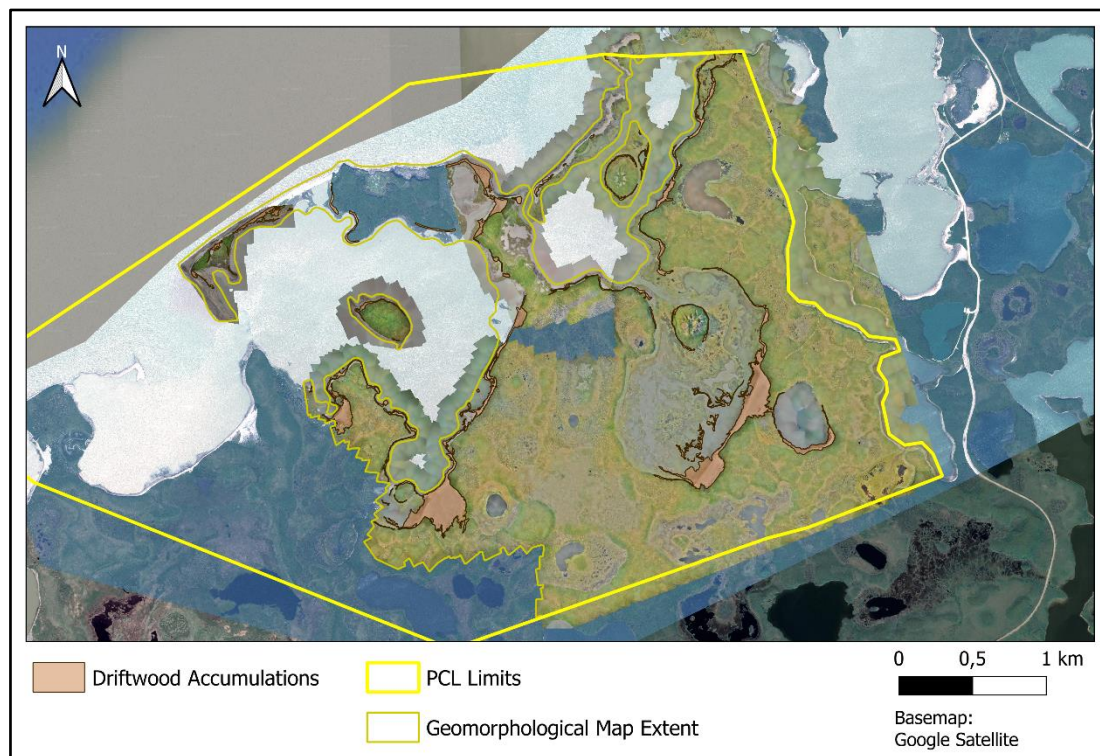 N
Driftwood Accumulations
PCL Limits
Geomorphological Map Extent
0 0,5 1 km
Basemap:
Google Satellite